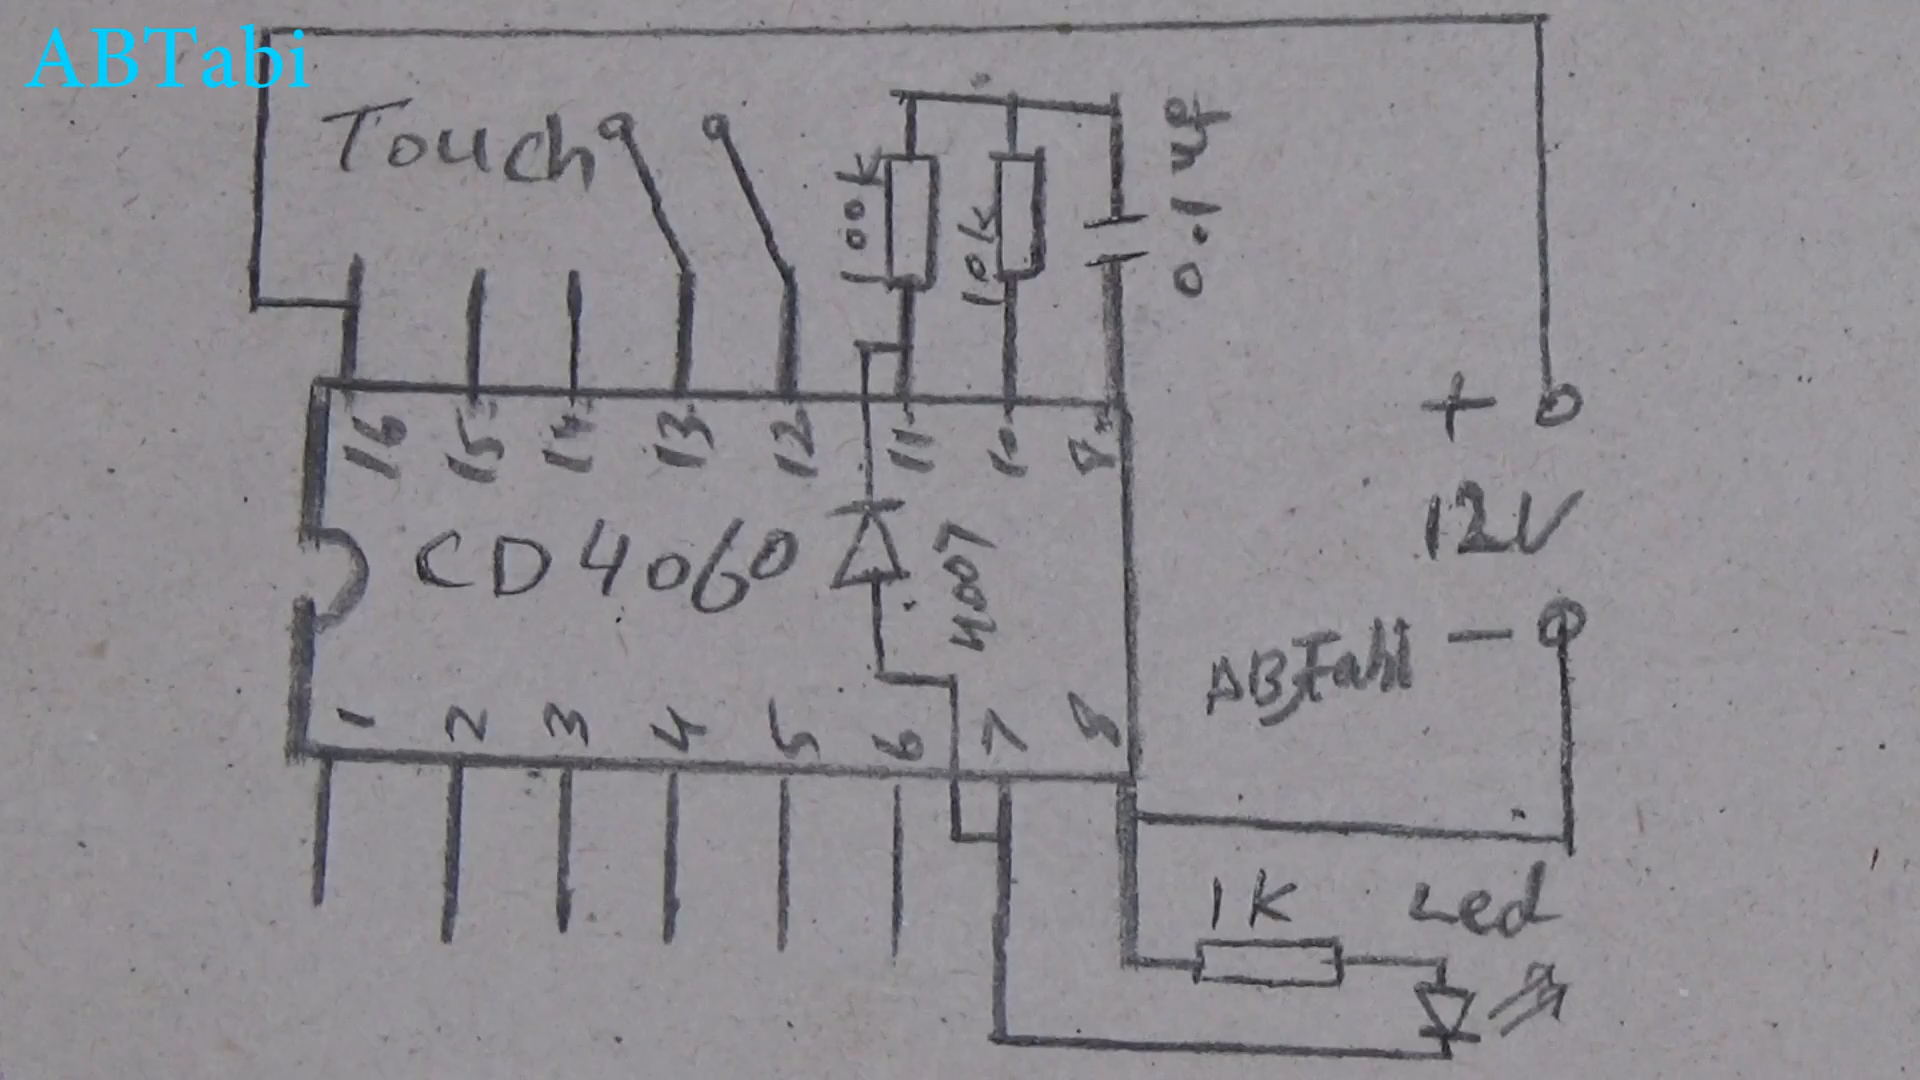 ABTabi
Touch
100k
10k
0.1uf
16 15 14 13 12 11 10 8
+
12V
-
CD4060
4007
ABTabi
1 2 3 4 5 6 7 8
1K
Led